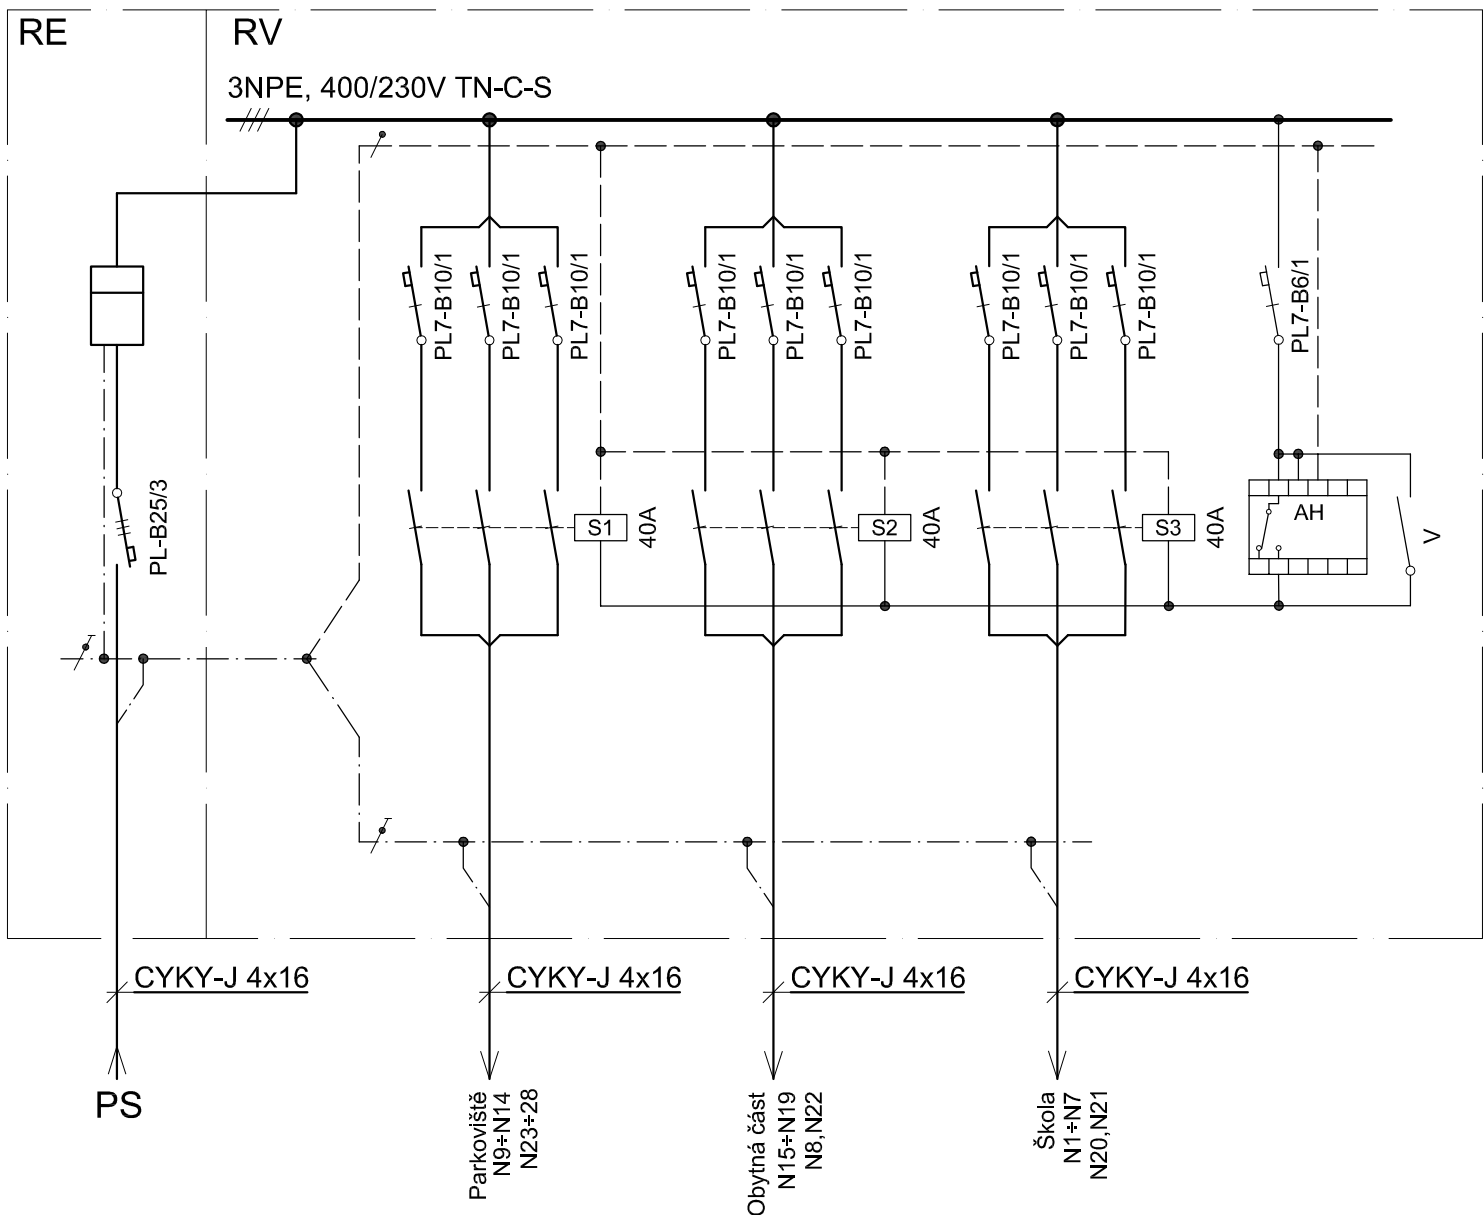 RE
RV
3NPE, 400/230V TN-C-S
PL7-B10/1
PL7-B10/1
PL7-B10/1
PL7-B10/1
PL7-B10/1
PL7-B10/1
PL7-B10/1
PL7-B10/1
PL7-B10/1
PL7-B6/1
PL-B25/3
S1
40A
S2
40A
S3
40A
AH
V
CYKY-J 4x16
CYKY-J 4x16
CYKY-J 4x16
CYKY-J 4x16
PS
Parkoviště
N9÷N14
N23÷28
Obytná část
N15÷N19
N8,N22
Škola
N1÷N7
N20,N21